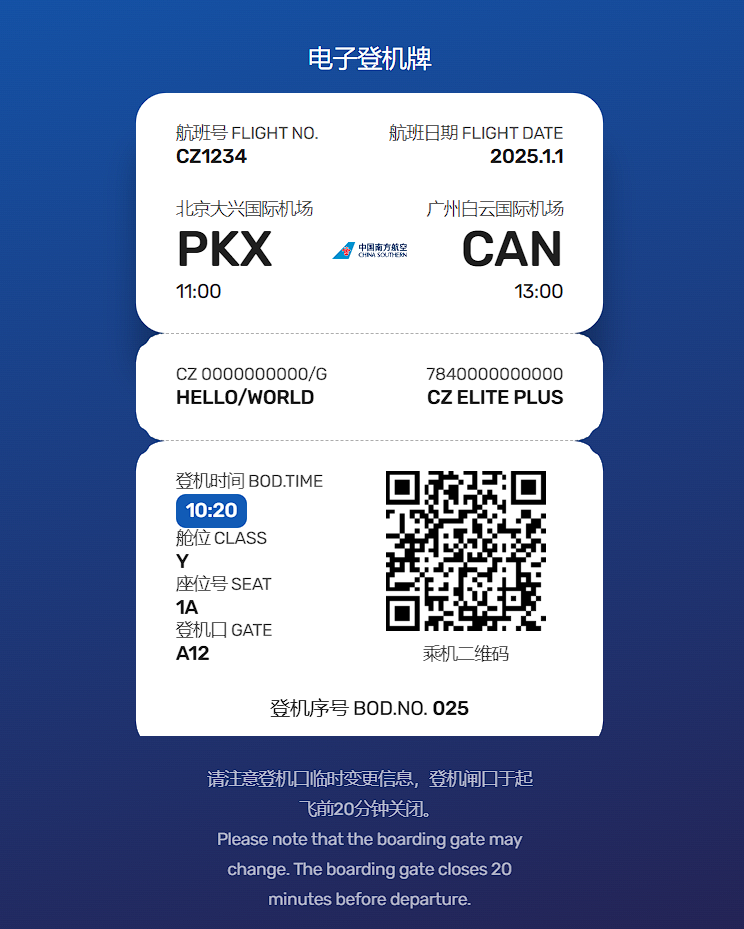 电子登机牌
航班号 FLIGHT NO. 航班日期 FLIGHT DATE
CZ1234 2025.1.1
北京大兴国际机场 广州白云国际机场
PKX 中国南方航空 CHINA SOUTHERN CAN
11:00 13:00
CZ 0000000000/G 7840000000000
HELLO/WORLD CZ ELITE PLUS
登机时间 BOD.TIME
10:20
舱位 CLASS
Y
座位号 SEAT
1A
登机口 GATE
A12
乘机二维码
登机序号 BOD.NO. 025
请注意登机口临时变更信息，登机闸口于起
飞前20分钟关闭。
Please note that the boarding gate may
change. The boarding gate closes 20
minutes before departure.